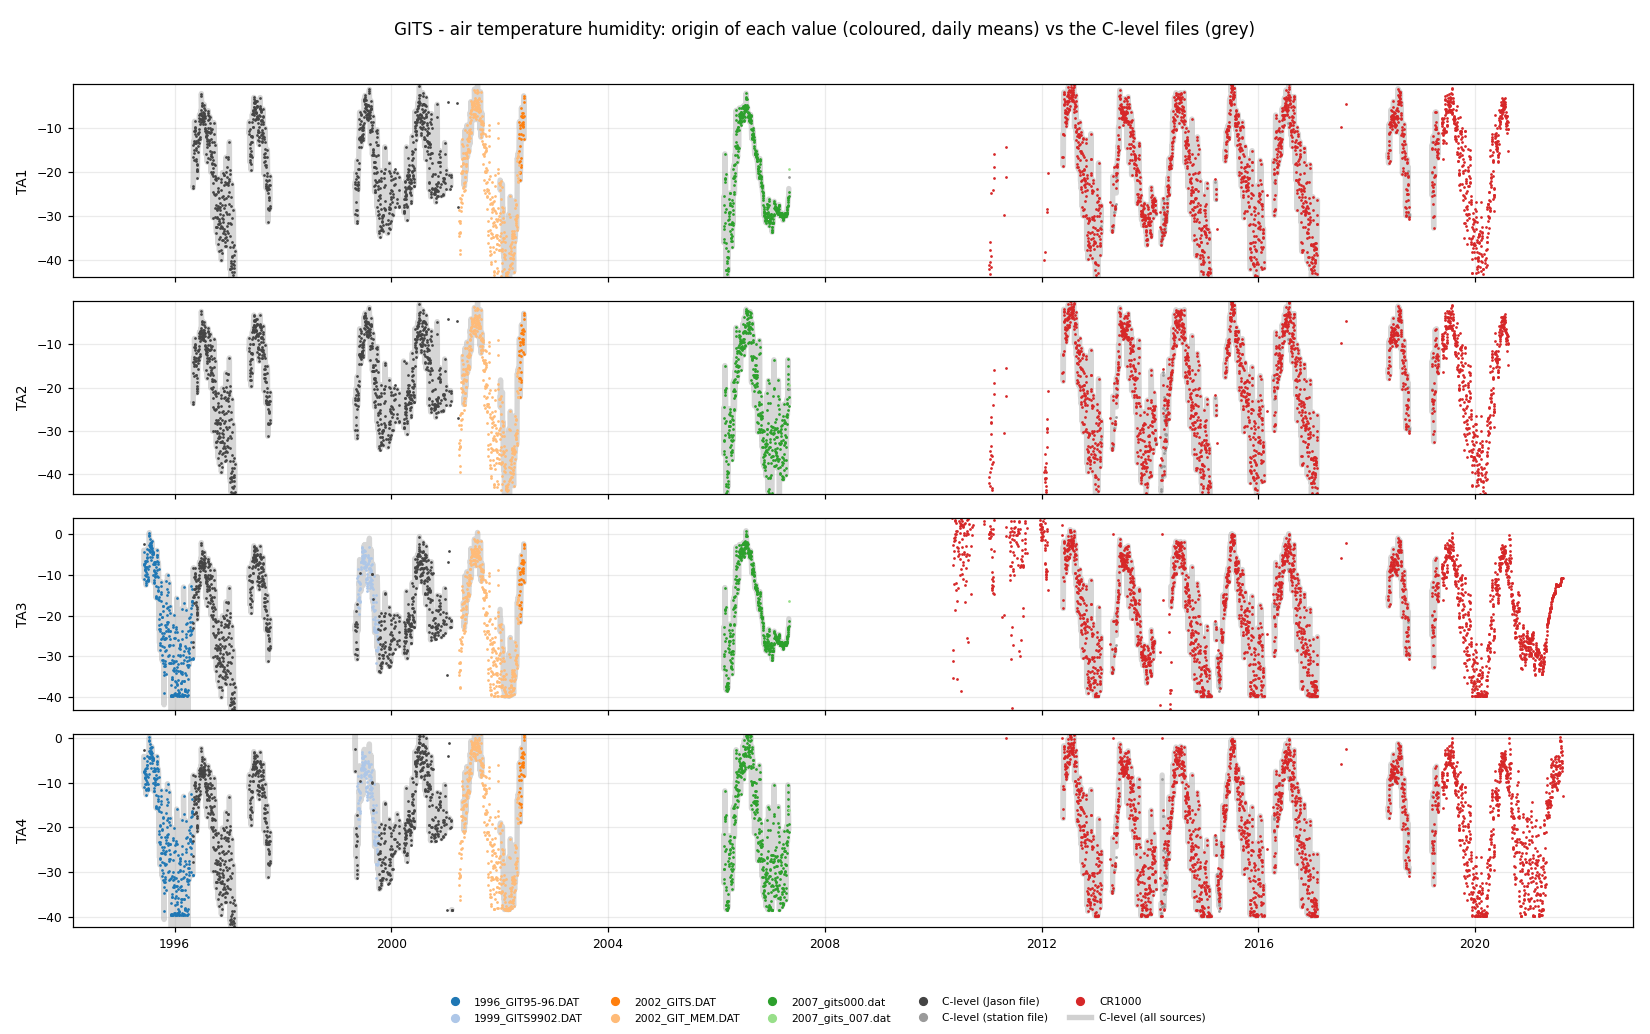 GITS - air temperature humidity: origin of each value (coloured, daily means) vs the C-level files (grey)
TA1
−10
−20
−30
−40
TA2
−10
−20
−30
−40
TA3
0
−10
−20
−30
−40
TA4
0
−10
−20
−30
−40
1996 2000 2004 2008 2012 2016 2020
1996_GIT95-96.DAT 2002_GITS.DAT 2007_gits000.dat C-level (Jason file) CR1000
1999_GITS9902.DAT 2002_GIT_MEM.DAT 2007_gits_007.dat C-level (station file) C-level (all sources)